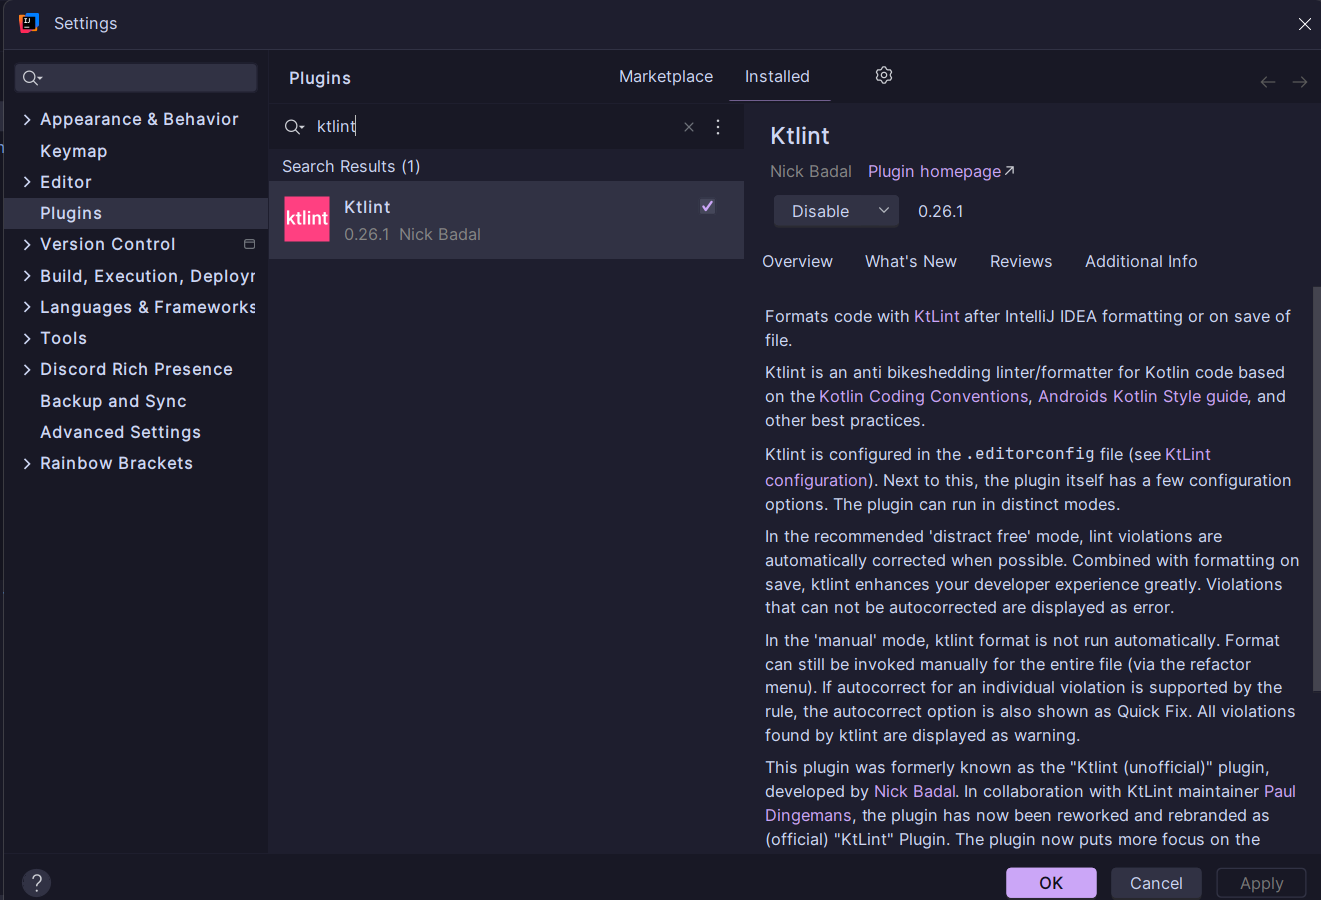 Settings
Plugins
Marketplace
Installed
Appearance & Behavior
Keymap
Editor
Plugins
Version Control
Build, Execution, Deployr
Languages & Frameworks
Tools
Discord Rich Presence
Backup and Sync
Advanced Settings
Rainbow Brackets
ktlint
Search Results (1)
ktlint
Ktlint
0.26.1 Nick Badal
Ktlint
Nick Badal Plugin homepage
Disable 0.26.1
Overview What's New Reviews Additional Info
Formats code with KtLint after IntelliJ IDEA formatting or on save of
file.
Ktlint is an anti bikeshedding linter/formatter for Kotlin code based
on the Kotlin Coding Conventions, Androids Kotlin Style guide, and
other best practices.
Ktlint is configured in the .editorconfig file (see KtLint
configuration). Next to this, the plugin itself has a few configuration
options. The plugin can run in distinct modes.
In the recommended 'distract free' mode, lint violations are
automatically corrected when possible. Combined with formatting on
save, ktlint enhances your developer experience greatly. Violations
that can not be autocorrected are displayed as error.
In the 'manual' mode, ktlint format is not run automatically. Format
can still be invoked manually for the entire file (via the refactor
menu). If autocorrect for an individual violation is supported by the
rule, the autocorrect option is also shown as Quick Fix. All violations
found by ktlint are displayed as warning.
This plugin was formerly known as the "Ktlint (unofficial)" plugin,
developed by Nick Badal. In collaboration with KtLint maintainer Paul
Dingemans, the plugin has now been reworked and rebranded as
(official) "KtLint" Plugin. The plugin now puts more focus on the
?
OK
Cancel
Apply